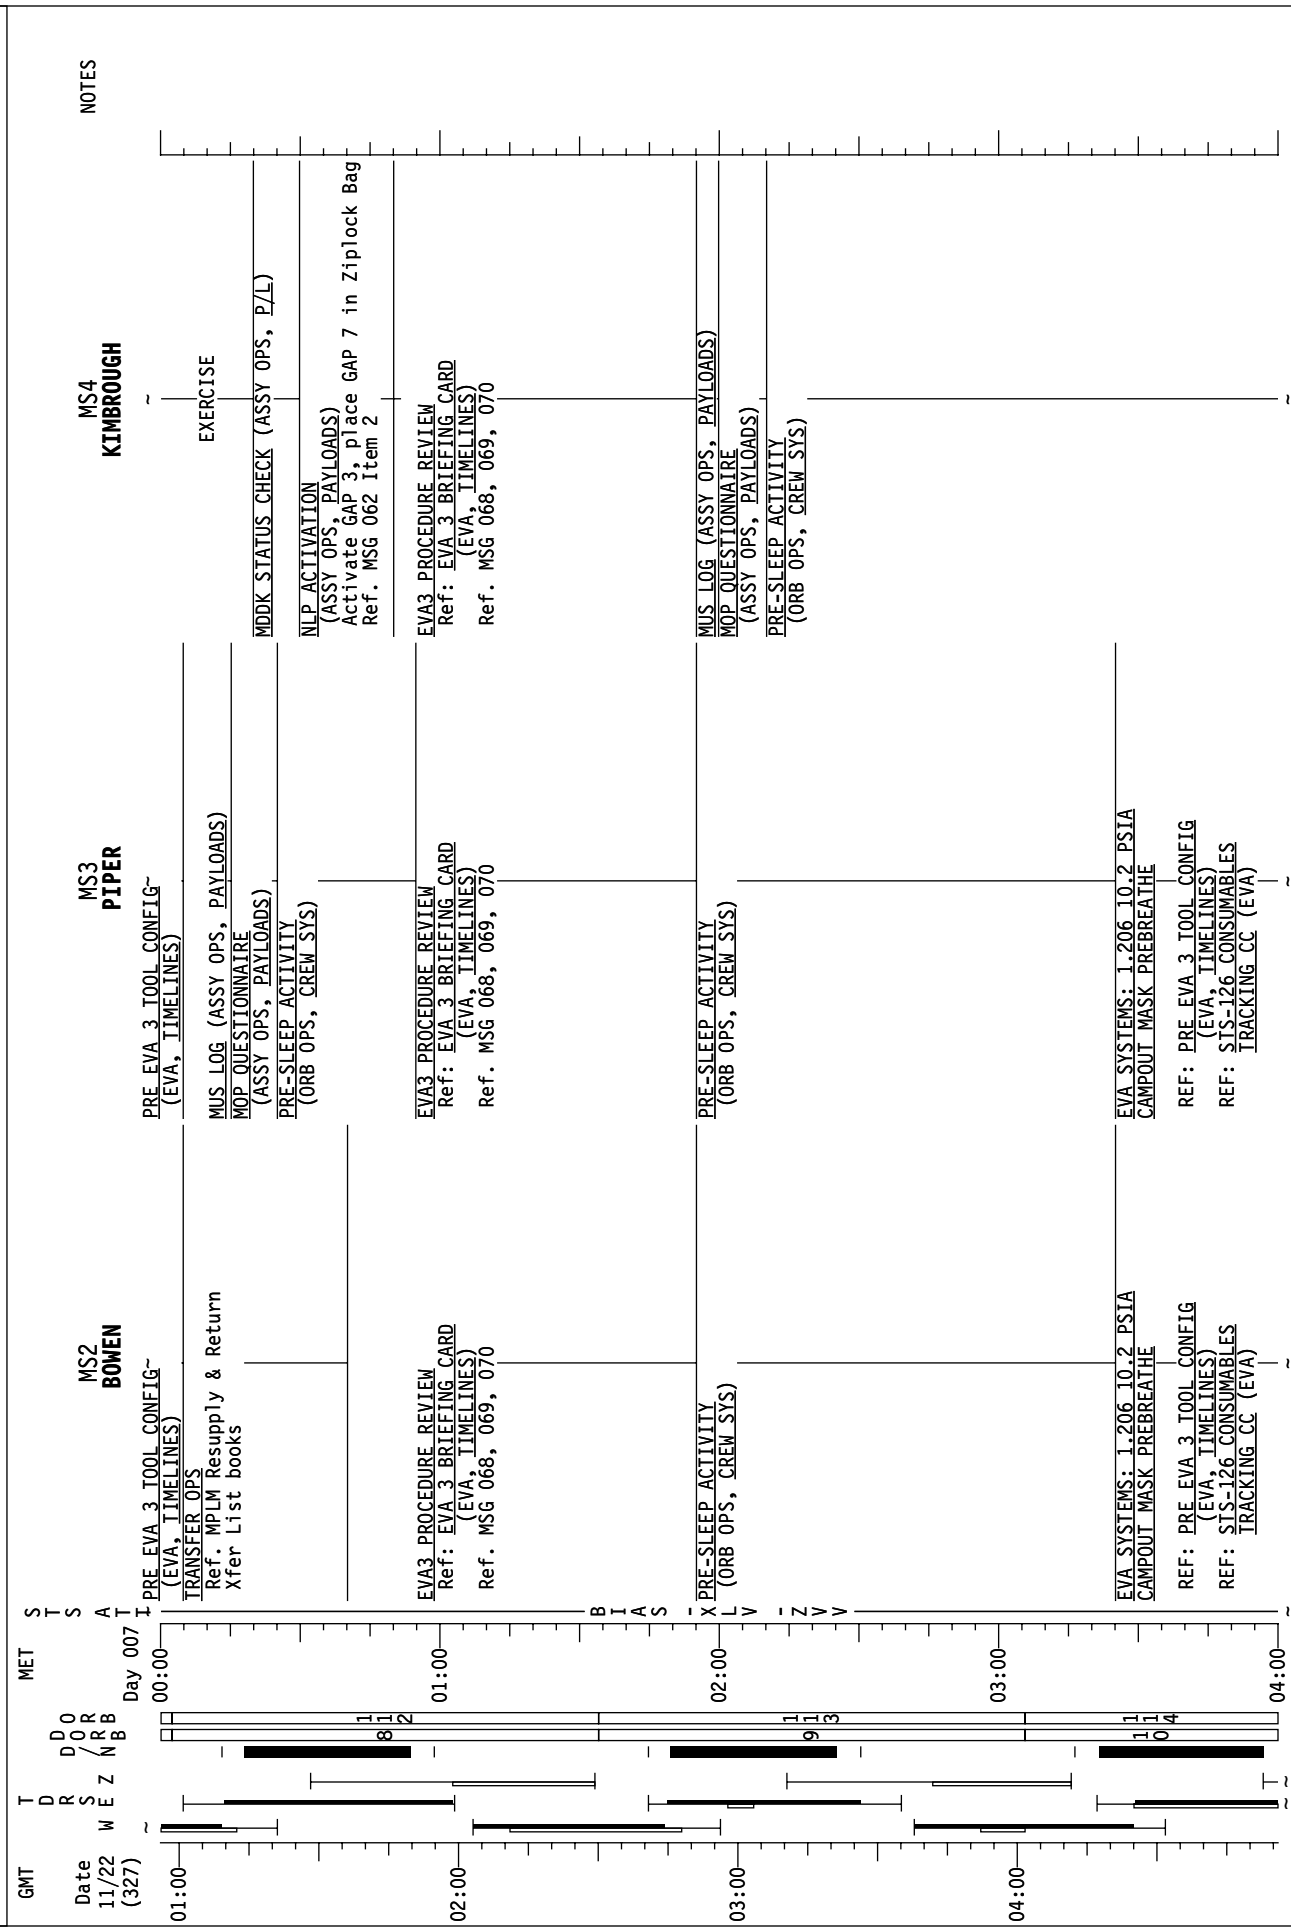 GMT
Date
11/22
(327)
01:00
02:00
03:00
04:00
T
D
R
S
W E Z
D D O
/ O R
N R B
B
8
9
10
112
113
114
MET
Day 007
00:00
01:00
02:00
03:00
04:00
S
T
S
A
T
T
B
I
A
S
-
X
L
V
-
Z
V
V
MS2
BOWEN
PRE EVA 3 TOOL CONFIG~
(EVA, TIMELINES)
TRANSFER OPS
Ref. MPLM Resupply & Return
Xfer List books
EVA3 PROCEDURE REVIEW
Ref: EVA 3 BRIEFING CARD
(EVA, TIMELINES)
Ref. MSG 068, 069, 070
PRE-SLEEP ACTIVITY
(ORB OPS, CREW SYS)
EVA SYSTEMS: 1.206 10.2 PSIA
CAMPOUT MASK PREBREATHE
REF: PRE EVA 3 TOOL CONFIG
(EVA, TIMELINES)
REF: STS-126 CONSUMABLES
TRACKING CC (EVA)
~
MS3
PIPER
PRE EVA 3 TOOL CONFIG~
(EVA, TIMELINES)
MUS LOG (ASSY OPS, PAYLOADS)
MOP QUESTIONNAIRE
(ASSY OPS, PAYLOADS)
PRE-SLEEP ACTIVITY
(ORB OPS, CREW SYS)
EVA3 PROCEDURE REVIEW
Ref: EVA 3 BRIEFING CARD
(EVA, TIMELINES)
Ref. MSG 068, 069, 070
PRE-SLEEP ACTIVITY
(ORB OPS, CREW SYS)
EVA SYSTEMS: 1.206 10.2 PSIA
CAMPOUT MASK PREBREATHE
REF: PRE EVA 3 TOOL CONFIG
(EVA, TIMELINES)
REF: STS-126 CONSUMABLES
TRACKING CC (EVA)
~
MS4
KIMBROUGH
~
EXERCISE
MDDK STATUS CHECK (ASSY OPS, P/L)
NLP ACTIVATION
(ASSY OPS, PAYLOADS)
Activate GAP 3, place GAP 7 in Ziplock Bag
Ref. MSG 062 Item 2
EVA3 PROCEDURE REVIEW
Ref: EVA 3 BRIEFING CARD
(EVA, TIMELINES)
Ref. MSG 068, 069, 070
MUS LOG (ASSY OPS, PAYLOADS)
MOP QUESTIONNAIRE
(ASSY OPS, PAYLOADS)
PRE-SLEEP ACTIVITY
(ORB OPS, CREW SYS)
~
NOTES